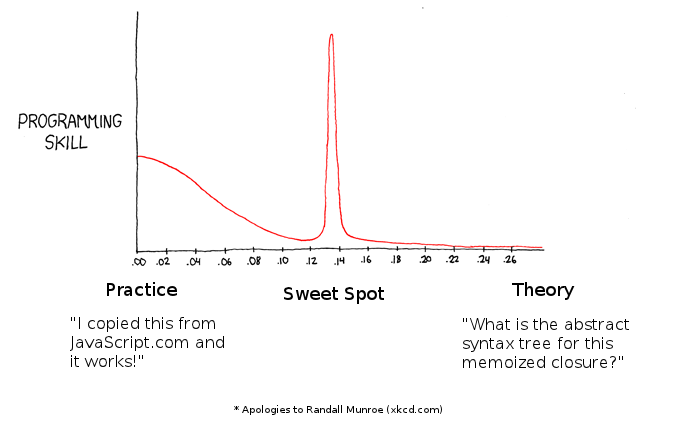 PROGRAMMING
SKILL
.00 .02 .04 .06 .08 .10 .12 .14 .16 .18 .20 .22 .24 .26
Practice
Sweet Spot
Theory
"I copied this from
JavaScript.com and
it works!"
"What is the abstract
syntax tree for this
memoized closure?"
* Apologies to Randall Munroe (xkcd.com)